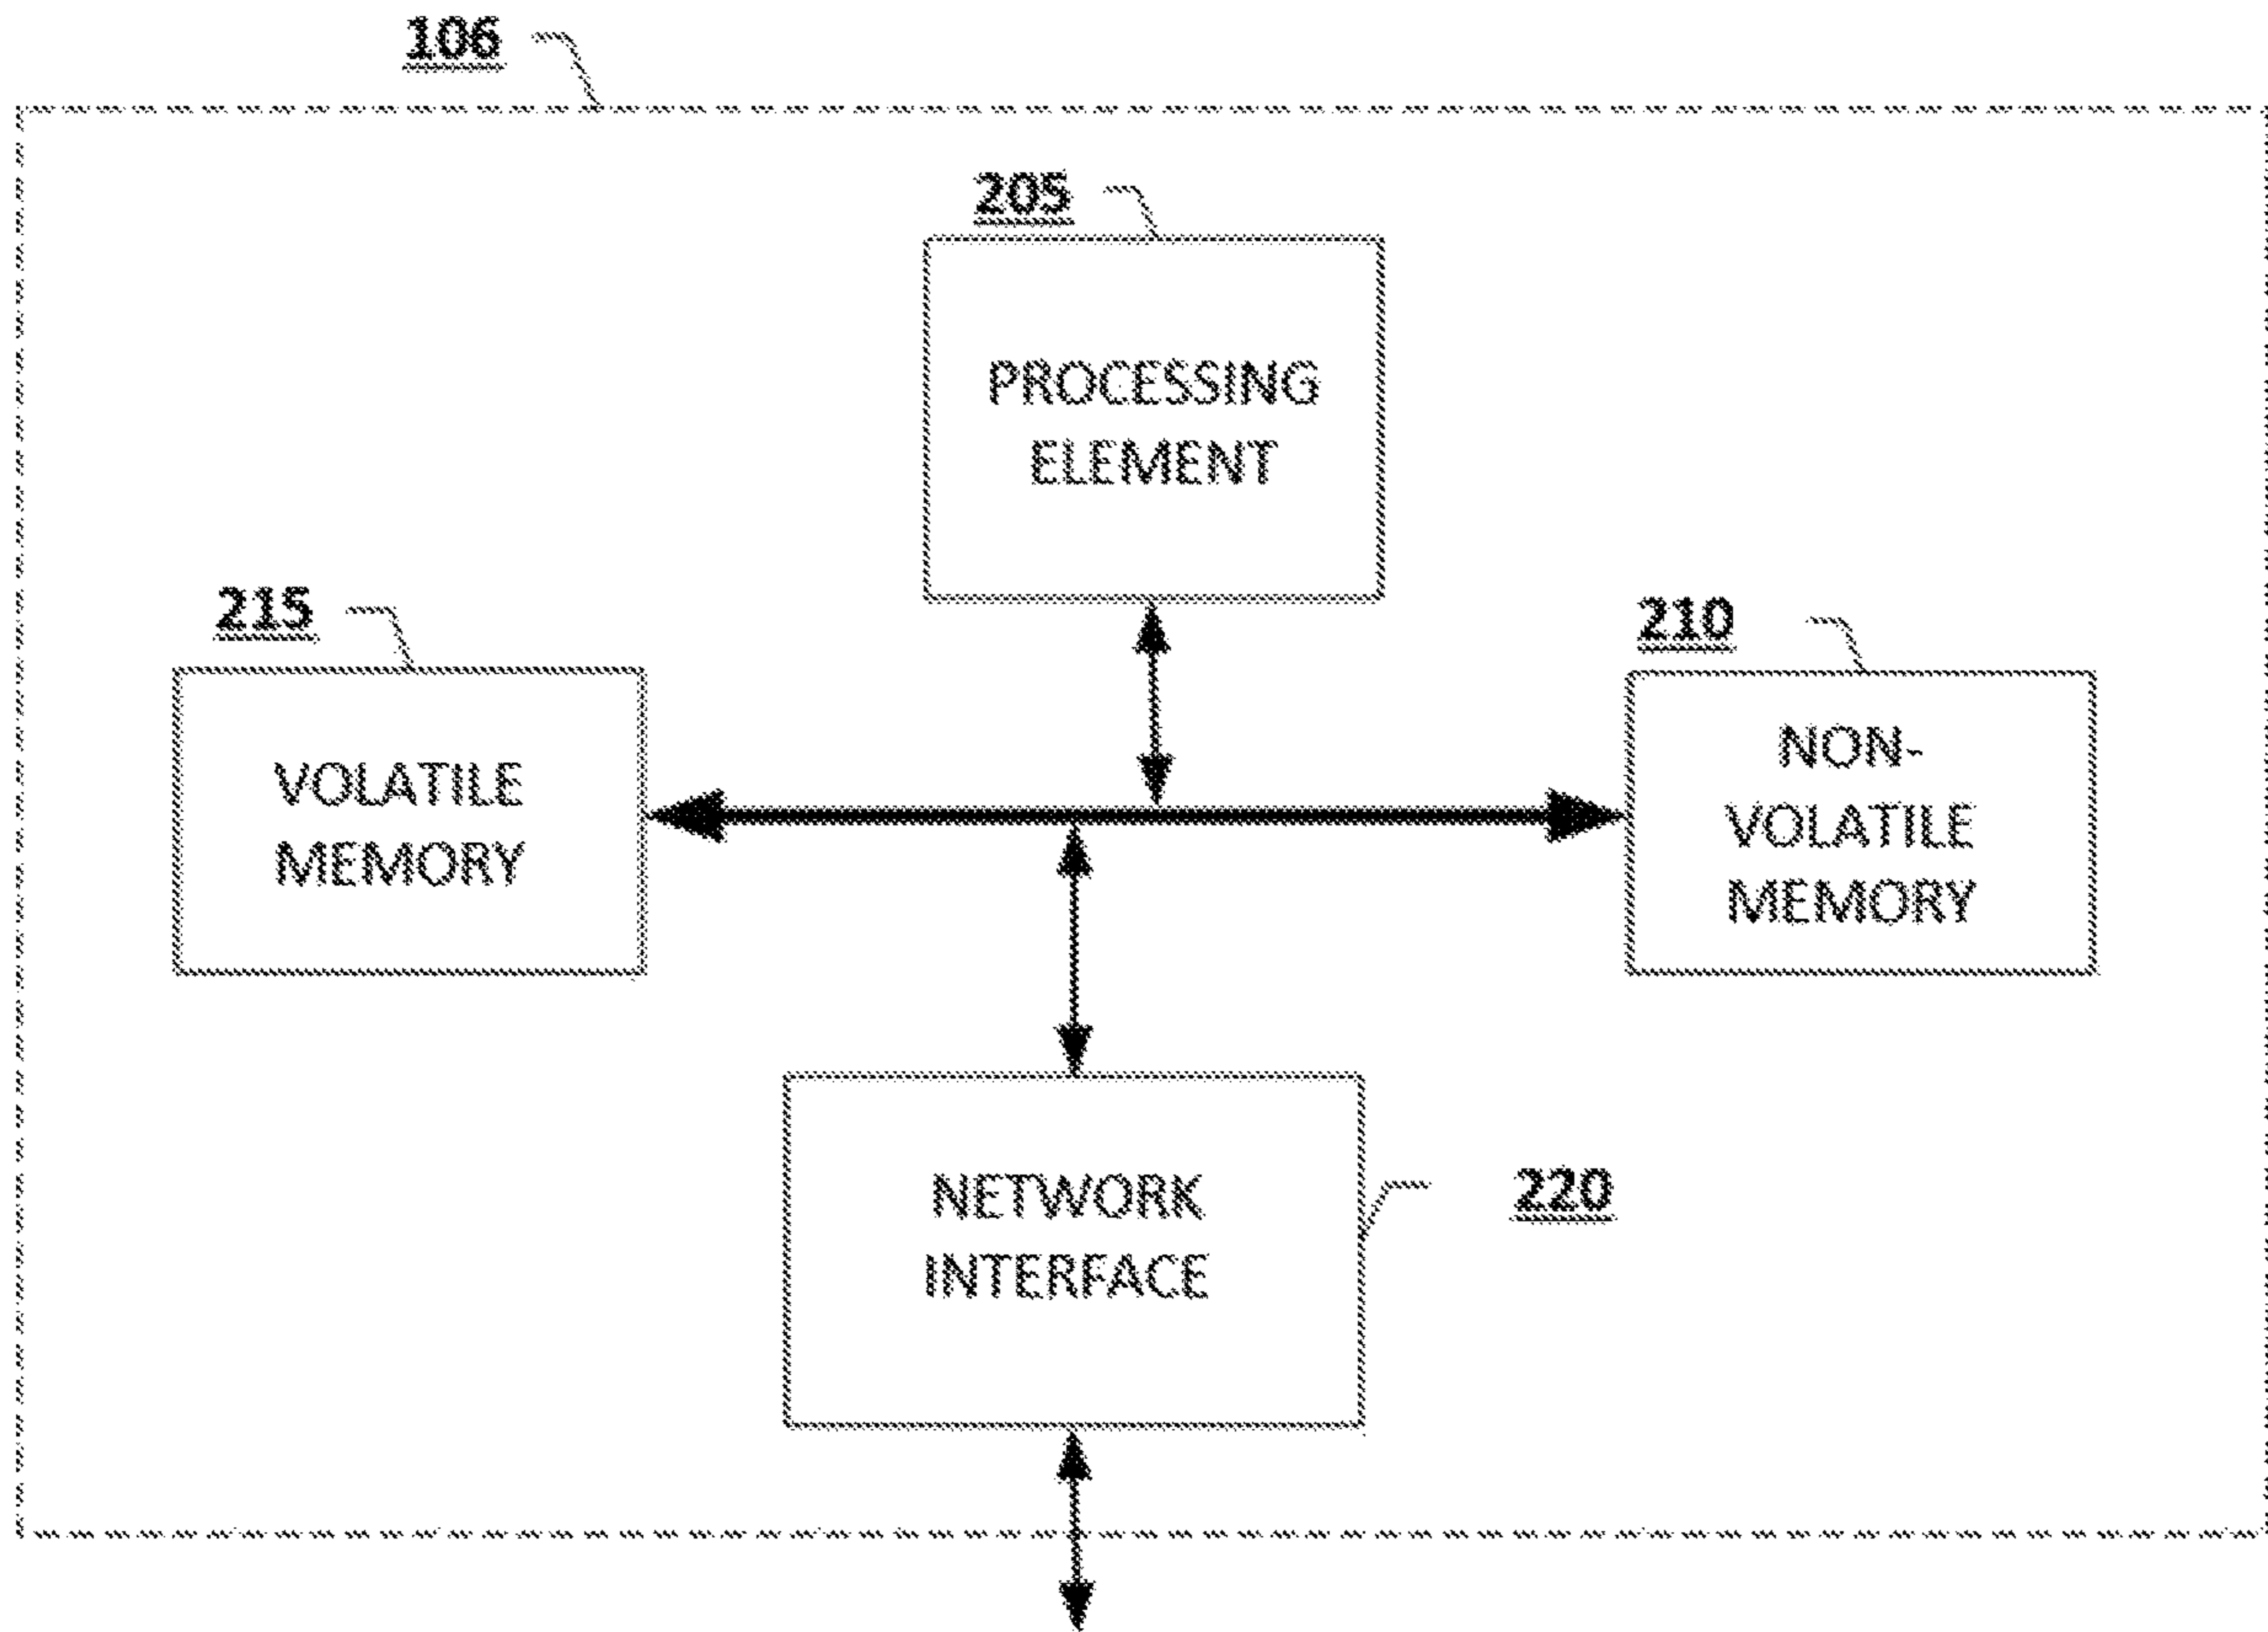 106
205
PROCESSING
ELEMENT
215
VOLATILE
MEMORY
210
NON-
VOLATILE
MEMORY
NETWORK
INTERFACE
220